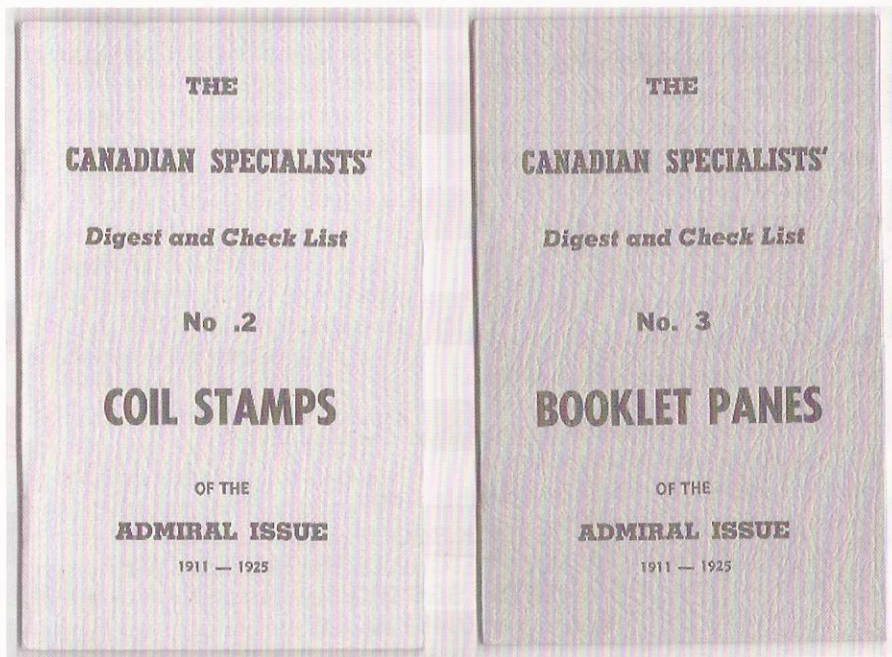 THE
CANADIAN SPECIALISTS'
Digest and Check List
No .2
COIL STAMPS
OF THE
ADMIRAL ISSUE
1911 — 1925
THE
CANADIAN SPECIALISTS'
Digest and Check List
No. 3
BOOKLET PANES
OF THE
ADMIRAL ISSUE
1911 — 1925